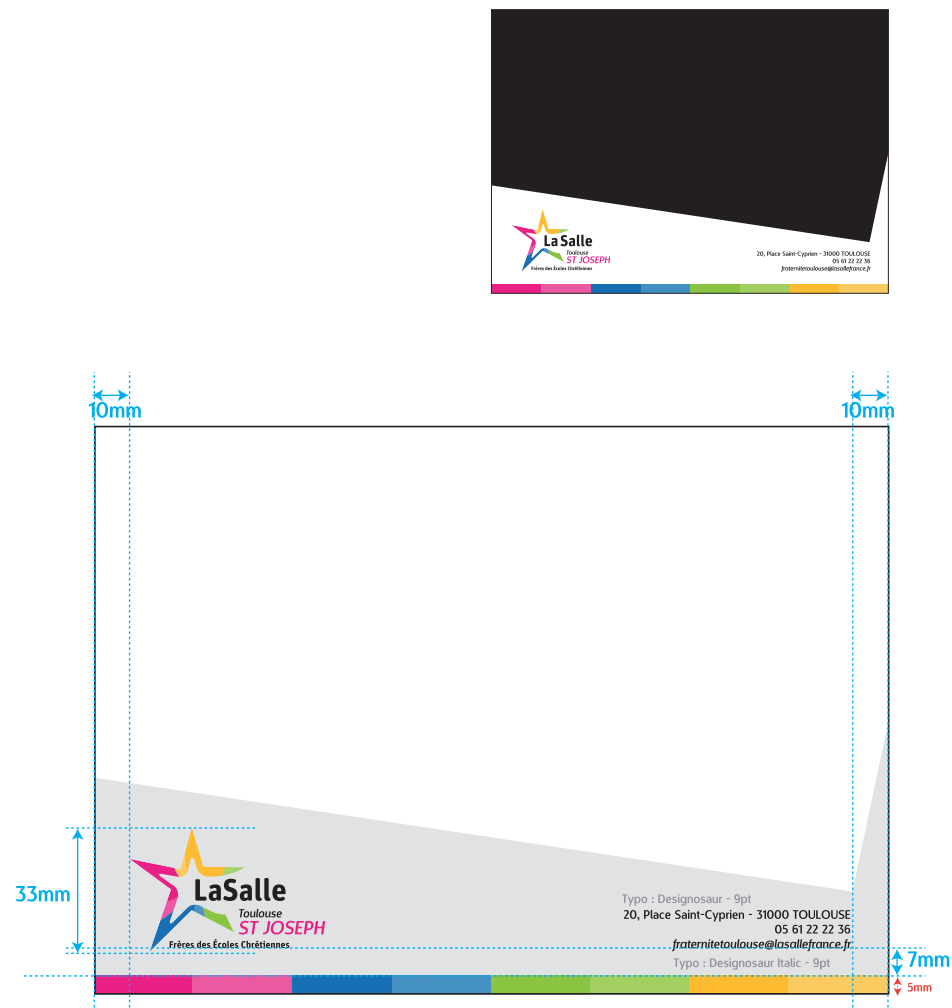 La Salle
Toulouse
ST JOSEPH
Frères des Écoles Chrétiennes
20, Place Saint-Cyprien - 31000 TOULOUSE
05 61 22 22 36
fraternitetoulouse@lasallefrance.fr
10mm
10mm
33mm
LaSalle
Toulouse
ST JOSEPH
Frères des Écoles Chrétiennes
Typo : Designosaur - 9pt
20, Place Saint-Cyprien - 31000 TOULOUSE
05 61 22 22 36
fraternitetoulouse@lasallefrance.fr
Typo : Designosaur Italic - 9pt
7mm
5mm